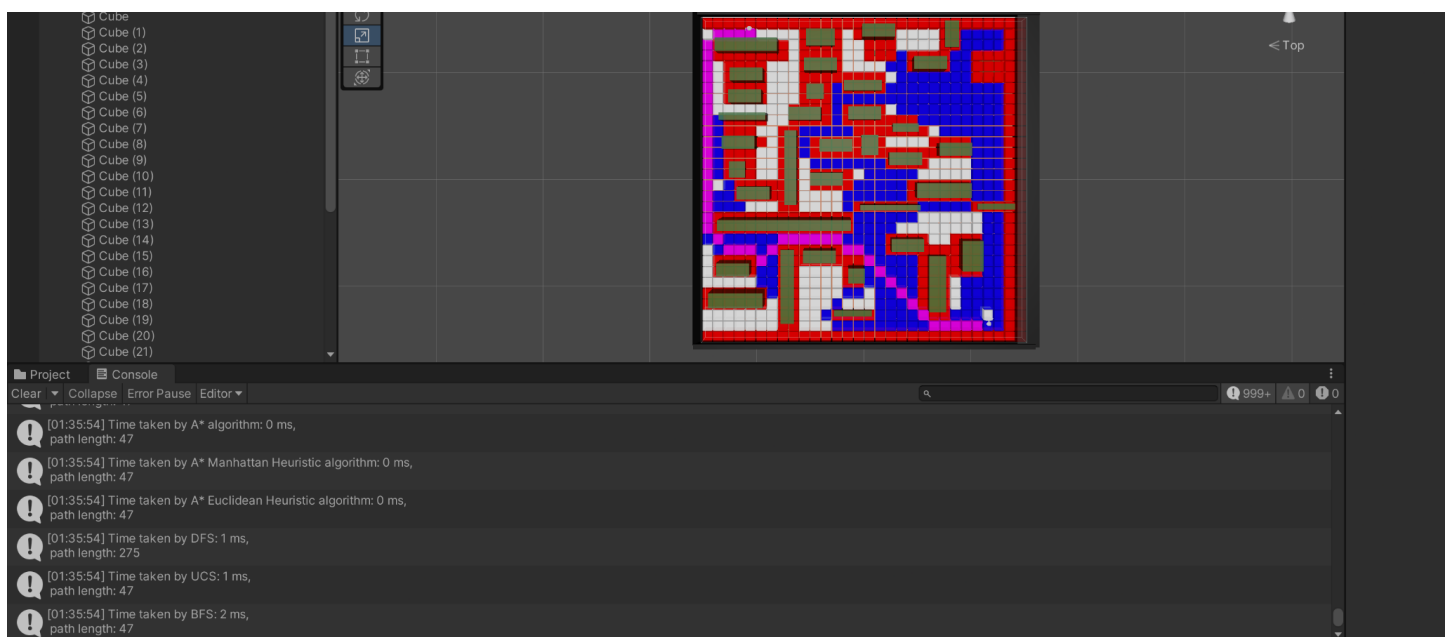 Cube
Cube (1)
Cube (2)
Cube (3)
Cube (4)
Cube (5)
Cube (6)
Cube (7)
Cube (8)
Cube (9)
Cube (10)
Cube (11)
Cube (12)
Cube (13)
Cube (14)
Cube (15)
Cube (16)
Cube (17)
Cube (18)
Cube (19)
Cube (20)
Cube (21)
Top
Project Console
Clear Collapse Error Pause Editor 999+ 0 0
[01:35:54] Time taken by A* algorithm: 0 ms,
path length: 47
[01:35:54] Time taken by A* Manhattan Heuristic algorithm: 0 ms,
path length: 47
[01:35:54] Time taken by A* Euclidean Heuristic algorithm: 0 ms,
path length: 47
[01:35:54] Time taken by DFS: 1 ms,
path length: 275
[01:35:54] Time taken by UCS: 1 ms,
path length: 47
[01:35:54] Time taken by BFS: 2 ms,
path length: 47